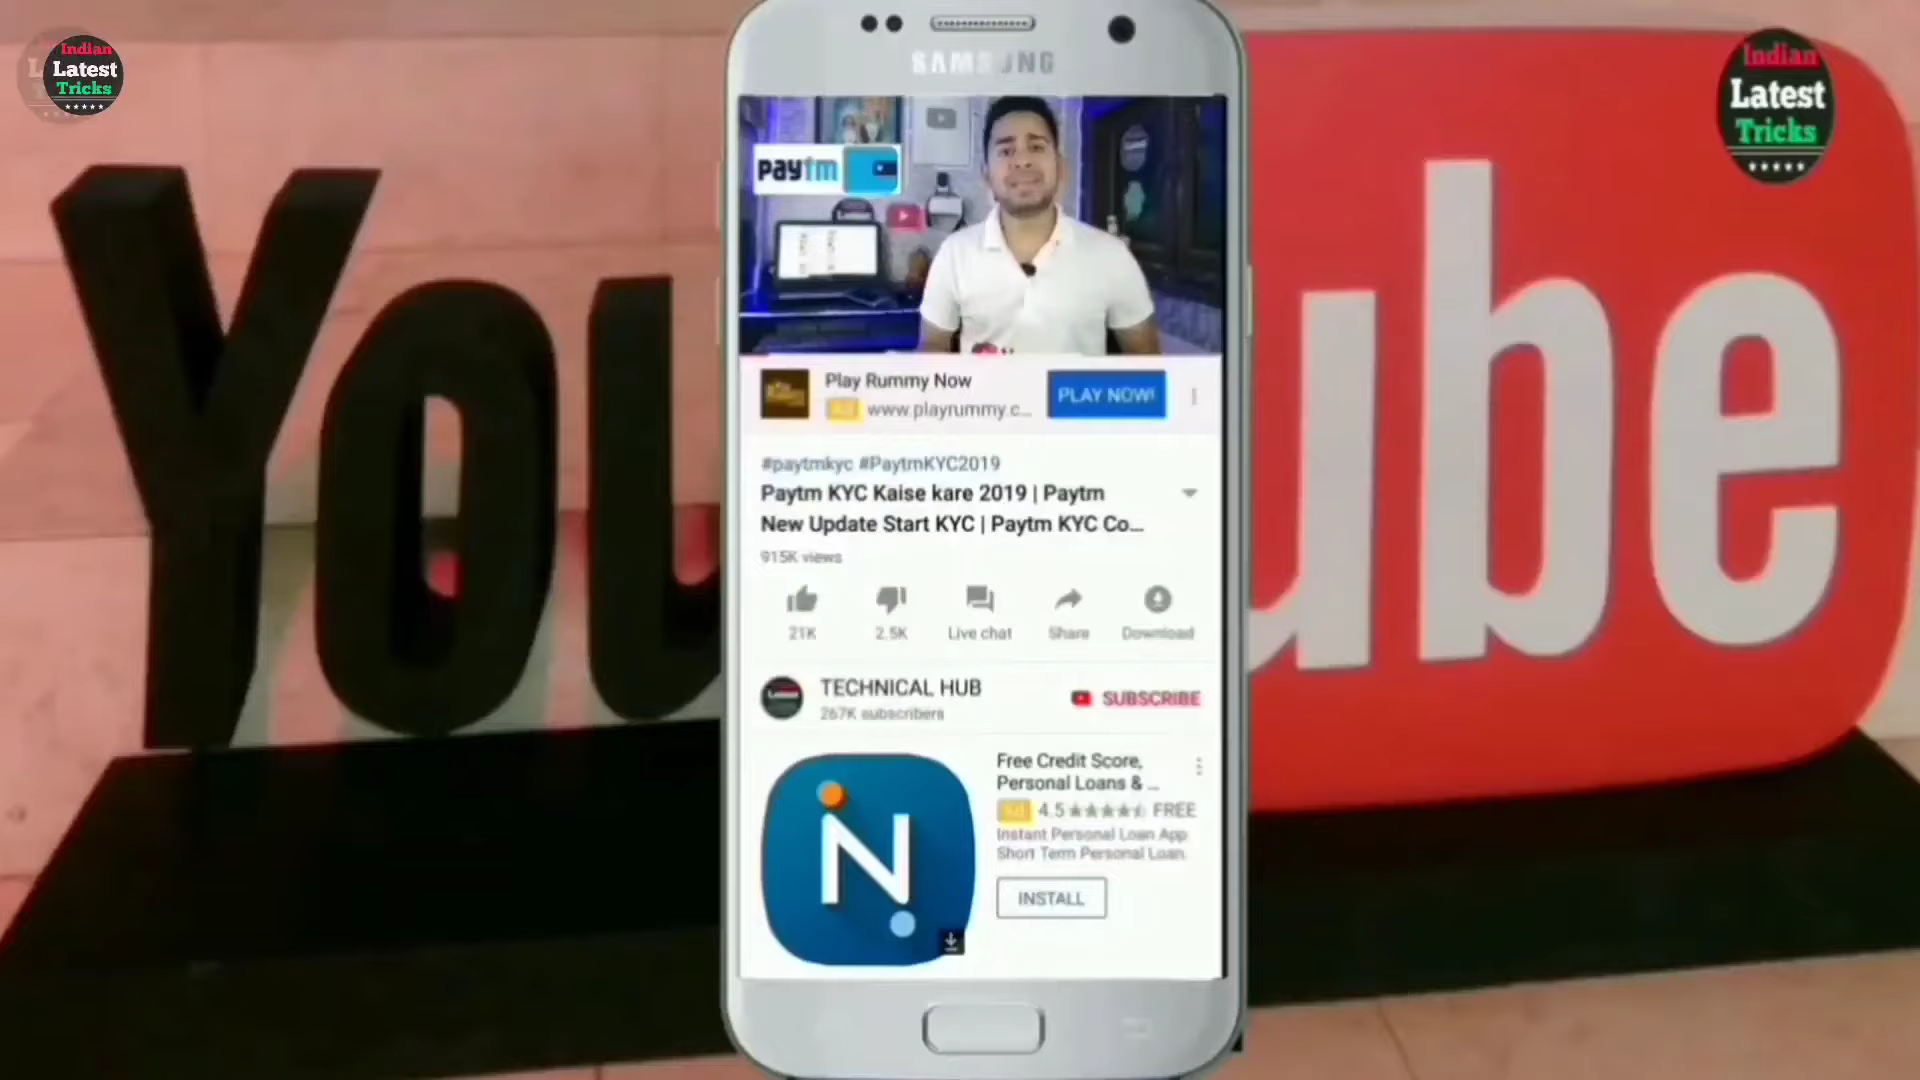 Indian
Latest
Tricks
Indian
Latest
Tricks
YouTube
SAMSUNG
paytm
Play Rummy Now
Ad www.playrummy.c...
PLAY NOW!
#paytmkyc #PaytmKYC2019
Paytm KYC Kaise kare 2019 | Paytm
New Update Start KYC | Paytm KYC Co...
915K views
21K
2.5K
Live chat
Share
Download
TECHNICAL HUB
267K subscribers
SUBSCRIBE
N
Free Credit Score,
Personal Loans & ...
Ad 4.5 FREE
Instant Personal Loan App
Short Term Personal Loan
INSTALL